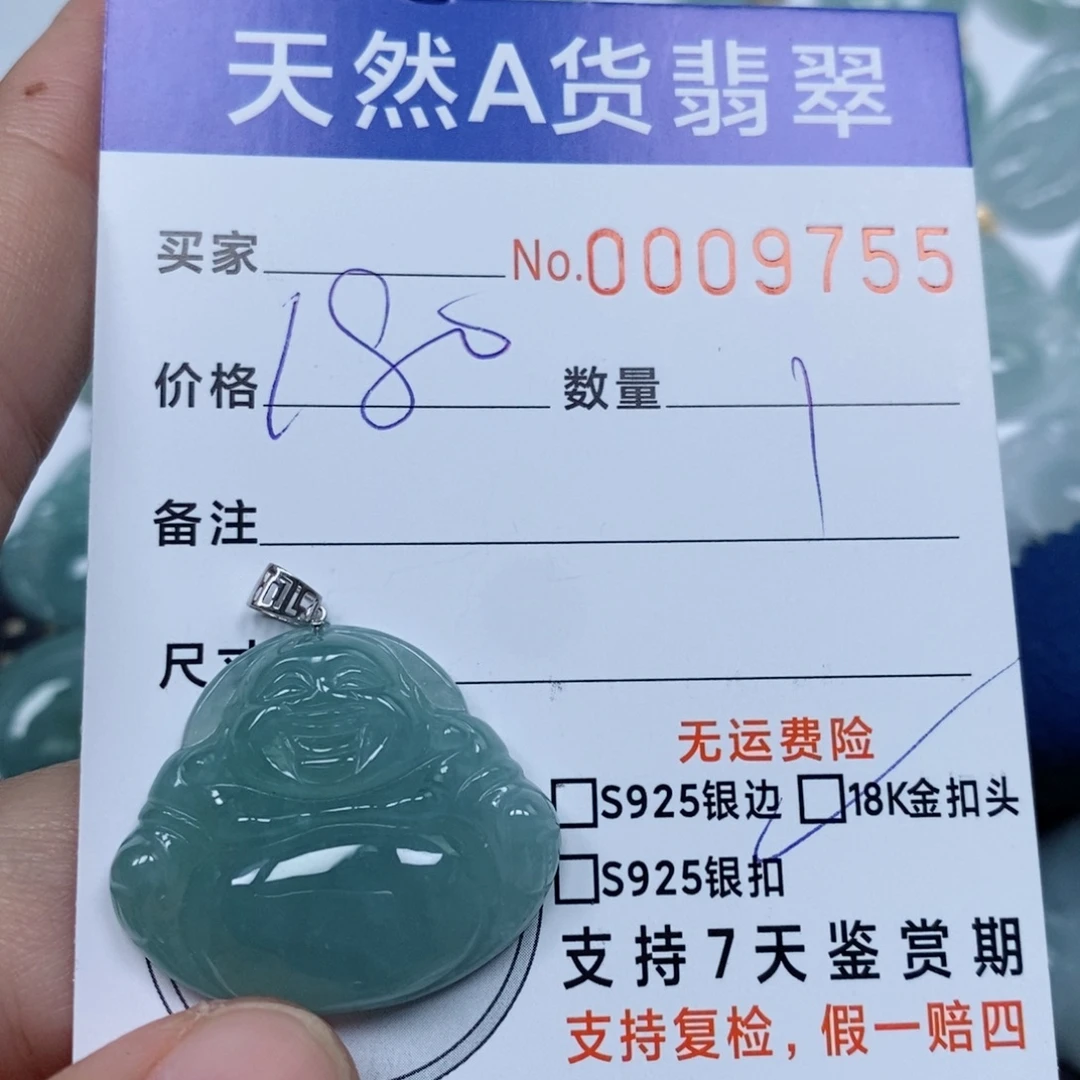 天然A货翡翠
买家 No.0009755
价格 180 数量 1
备注
尺寸
无运费险
S925银边 18K金扣头
S925银扣
支持7天鉴赏期
支持复检，假一赔四